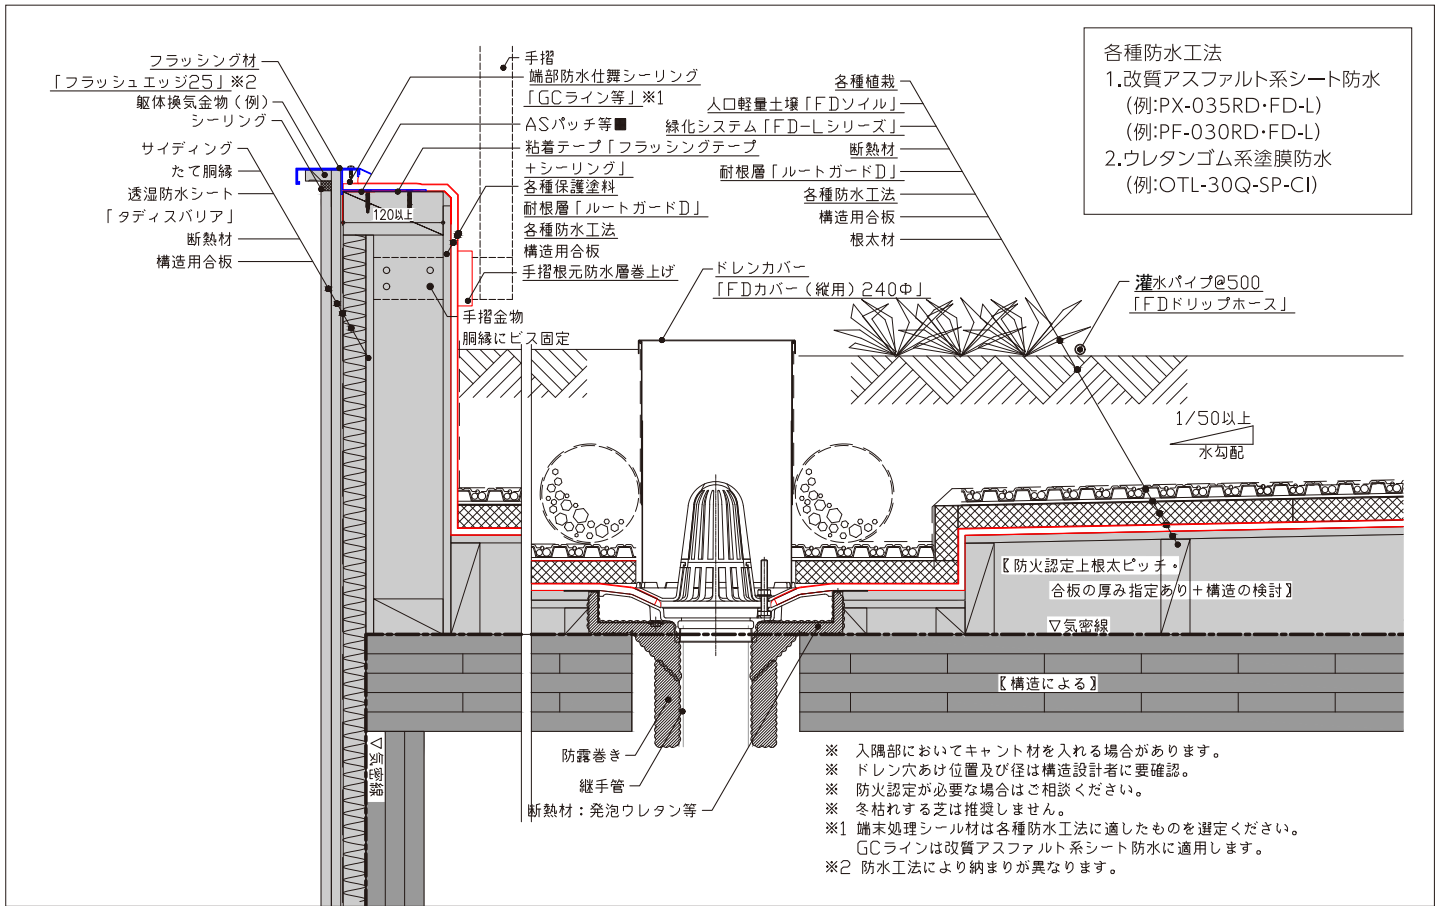 フラッシング材
「フラッシュエッジ25」※2
躯体換気金物(例)
シーリング
サイディング
たて胴縁
透湿防水シート
「タディスバリア」
断熱材
構造用合板
手摺
端部防水仕舞シーリング
「GCライン等」※1
ASパッチ等■
粘着テープ「フラッシングテープ
+シーリング」
各種保護塗料
耐根層「ルートガードD」
各種防水工法
構造用合板
手摺根元防水層巻上げ
120以上
手摺金物
胴縁にビス固定
各種植栽
人口軽量土壌「FDソイル」
緑化システム「FD-Lシリーズ」
断熱材
耐根層「ルートガードD」
各種防水工法
構造用合板
根太材
ドレンカバー
「FDカバー(縦用)240Φ」
各種防水工法
1.改質アスファルト系シート防水
(例:PX-035RD・FD-L)
(例:PF-030RD・FD-L)
2.ウレタンゴム系塗膜防水
(例:OTL-30Q-SP-CI)
灌水パイプ@500
「FDドリップホース」
1/50以上
水勾配
〖防火認定上根太ピッチ・
合板の厚み指定あり+構造の検討〗
▽気密線
〖構造による〗
▽気密線
防露巻き
継手管
断熱材:発泡ウレタン等
※ 入隅部においてキャント材を入れる場合があります。
※ ドレン穴あけ位置及び径は構造設計者に要確認。
※ 防火認定が必要な場合はご相談ください。
※ 冬枯れする芝は推奨しません。
※1 端末処理シール材は各種防水工法に適したものを選定ください。
GCラインは改質アスファルト系シート防水に適用します。
※2 防水工法により納まりが異なります。